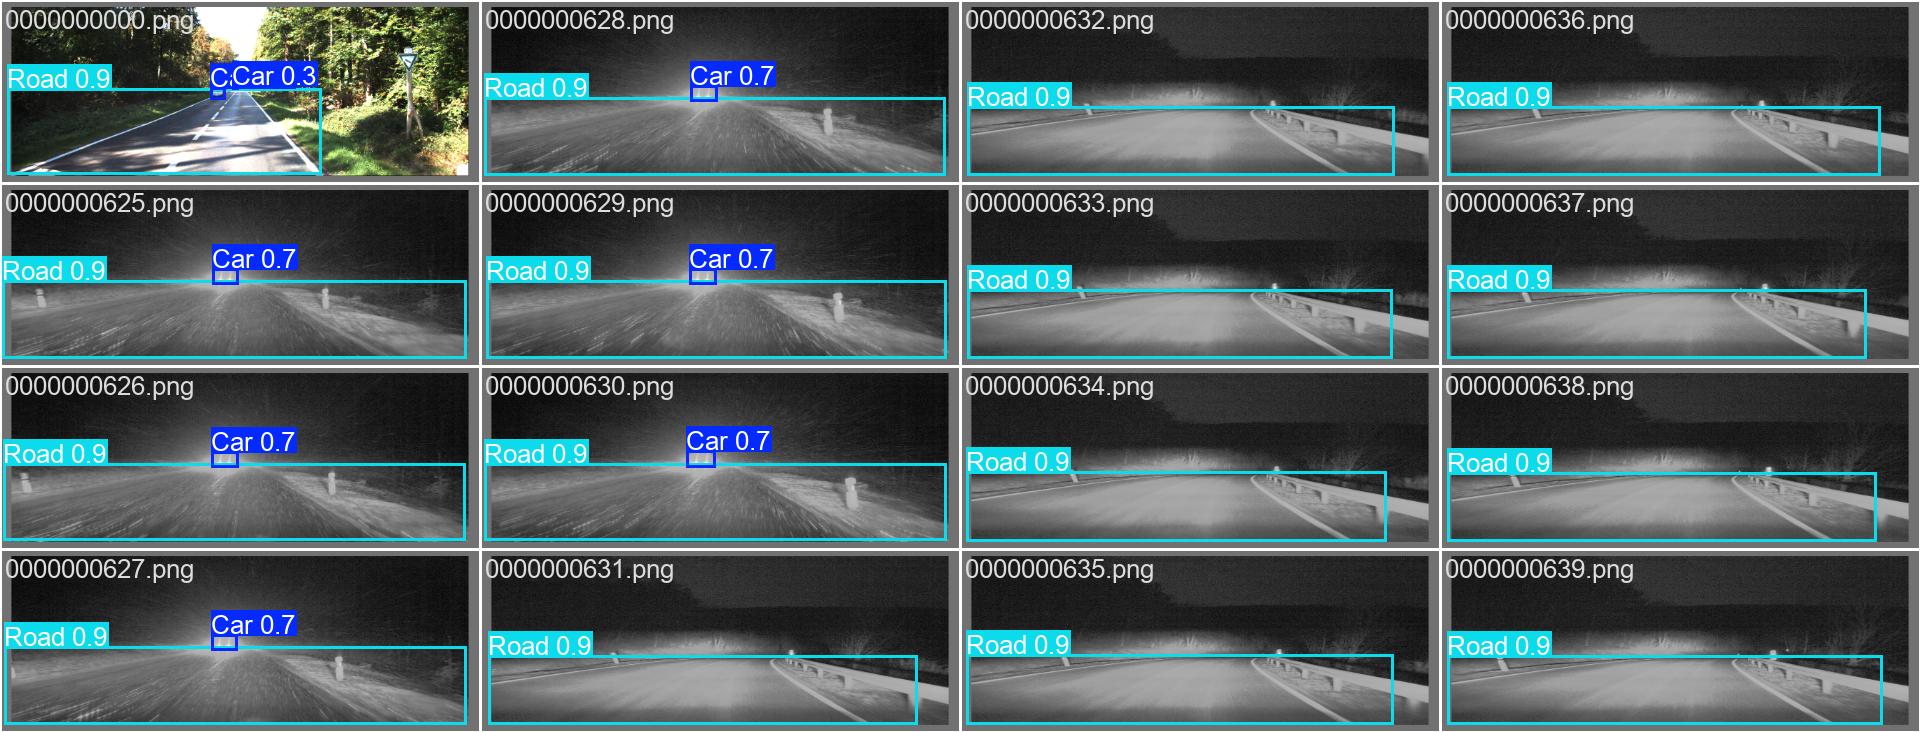 0000000000.png
Road 0.9
C
Car 0.3
0000000628.png
Car 0.7
Road 0.9
0000000632.png
Road 0.9
0000000636.png
Road 0.9
0000000625.png
Car 0.7
Road 0.9
0000000629.png
Car 0.7
Road 0.9
0000000633.png
Road 0.9
0000000637.png
Road 0.9
0000000626.png
Car 0.7
Road 0.9
0000000630.png
Car 0.7
Road 0.9
0000000634.png
Road 0.9
0000000638.png
Road 0.9
0000000627.png
Car 0.7
Road 0.9
0000000631.png
Road 0.9
0000000635.png
Road 0.9
0000000639.png
Road 0.9